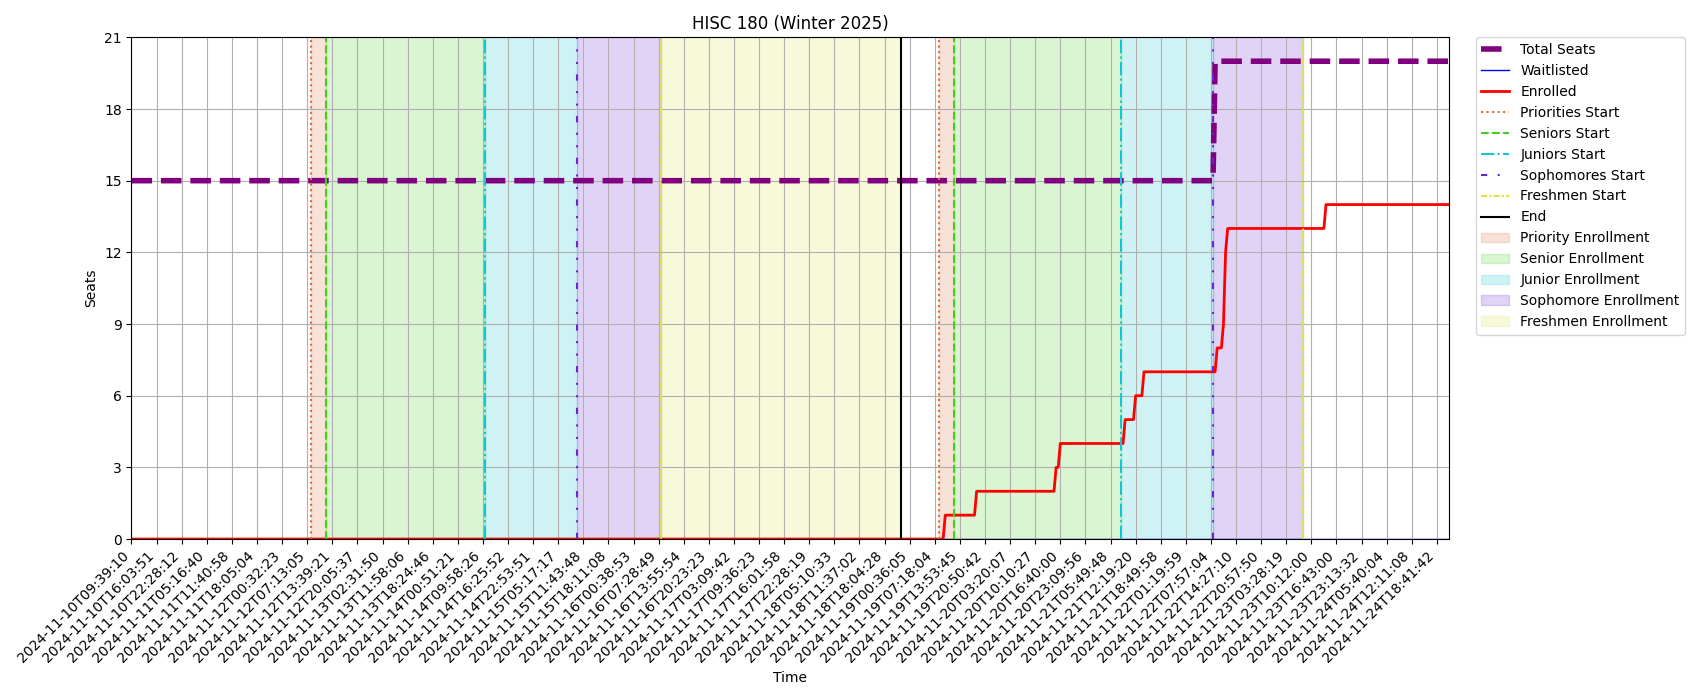 HISC 180 (Winter 2025)
21
18
15
12
9
6
3
0
Seats
2024-11-10T09:39:10
2024-11-10T16:03:51
2024-11-10T22:28:12
2024-11-11T05:16:40
2024-11-11T11:40:58
2024-11-11T18:05:04
2024-11-12T00:32:23
2024-11-12T07:13:05
2024-11-12T13:39:21
2024-11-12T20:05:37
2024-11-13T02:31:50
2024-11-13T11:58:06
2024-11-13T18:24:46
2024-11-14T00:51:21
2024-11-14T09:58:26
2024-11-14T16:25:52
2024-11-14T22:53:51
2024-11-15T05:17:17
2024-11-15T11:43:48
2024-11-15T18:11:08
2024-11-16T00:38:53
2024-11-16T07:28:49
2024-11-16T13:55:54
2024-11-16T20:23:23
2024-11-17T03:09:42
2024-11-17T09:36:23
2024-11-17T16:01:58
2024-11-17T22:28:19
2024-11-18T05:10:33
2024-11-18T11:37:02
2024-11-18T18:04:28
2024-11-19T00:36:05
2024-11-19T07:18:04
2024-11-19T13:53:45
2024-11-19T20:50:42
2024-11-20T03:20:07
2024-11-20T10:10:27
2024-11-20T16:40:00
2024-11-20T23:09:56
2024-11-21T05:49:48
2024-11-21T12:19:20
2024-11-21T18:49:58
2024-11-22T01:19:59
2024-11-22T07:57:04
2024-11-22T14:27:10
2024-11-22T20:57:50
2024-11-23T03:28:19
2024-11-23T10:12:00
2024-11-23T16:43:00
2024-11-23T23:13:32
2024-11-24T05:40:04
2024-11-24T12:11:08
2024-11-24T18:41:42
Time
Total Seats
Waitlisted
Enrolled
Priorities Start
Seniors Start
Juniors Start
Sophomores Start
Freshmen Start
End
Priority Enrollment
Senior Enrollment
Junior Enrollment
Sophomore Enrollment
Freshmen Enrollment